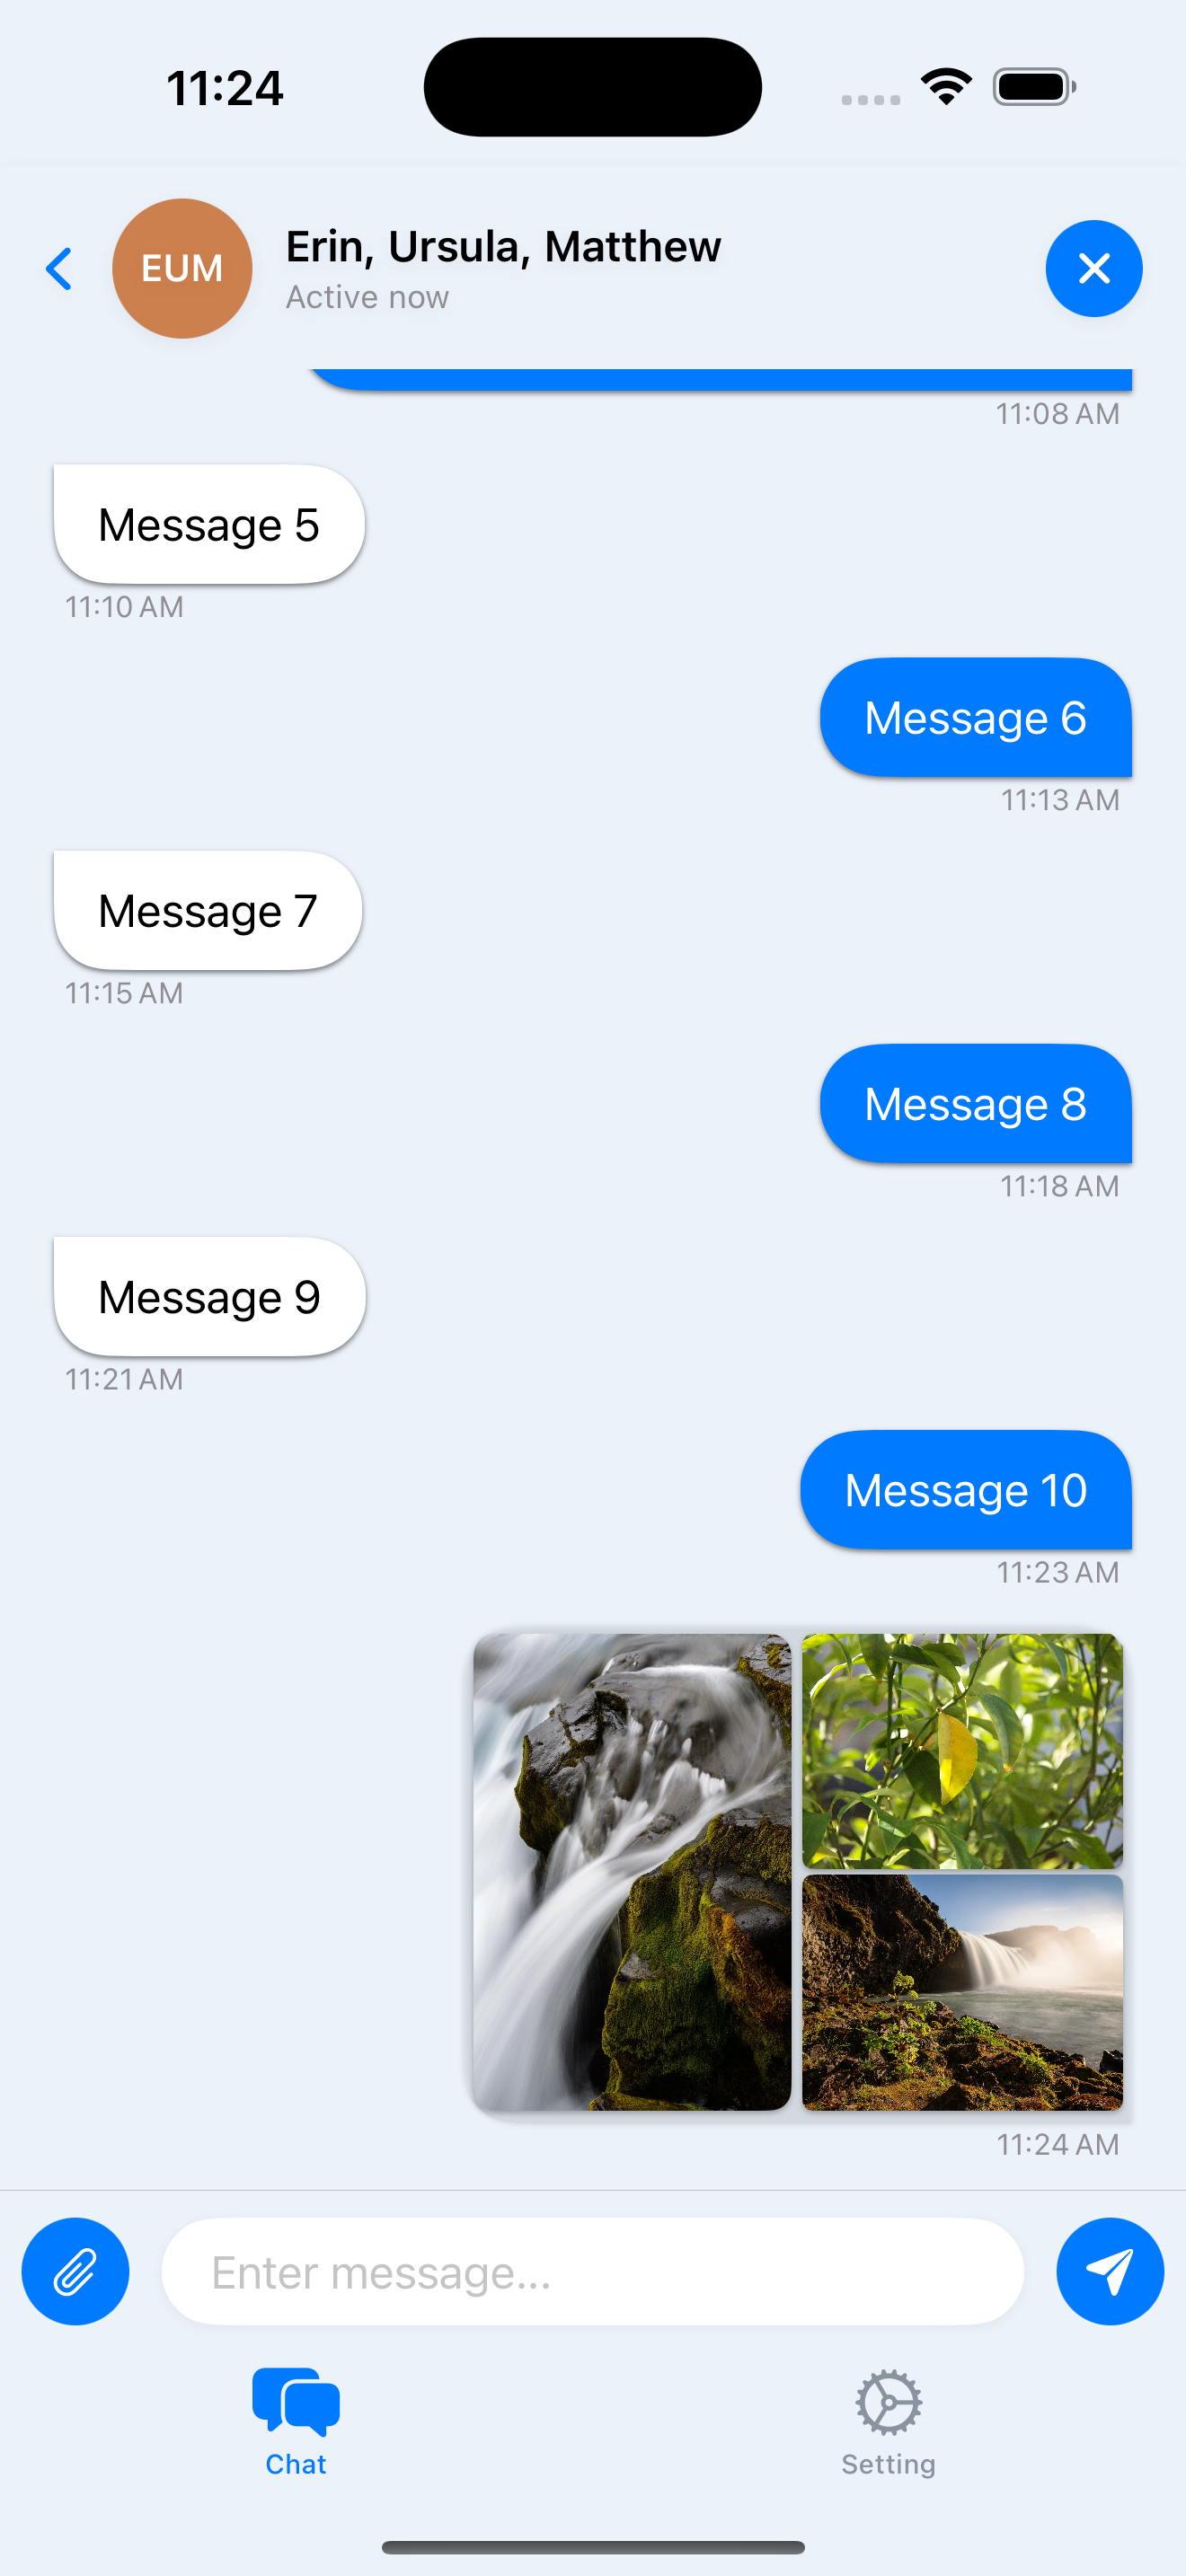 11:24
EUM
Erin, Ursula, Matthew
Active now
11:08 AM
Message 5
11:10 AM
Message 6
11:13 AM
Message 7
11:15 AM
Message 8
11:18 AM
Message 9
11:21 AM
Message 10
11:23 AM
11:24 AM
Enter message...
Chat
Setting